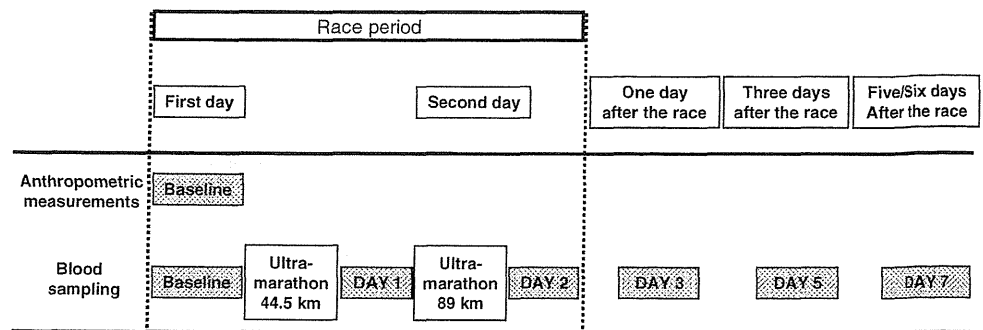 Race period
First day
Second day
One day
after the race
Three days
after the race
Five/Six days
After the race
Anthropometric
measurements
Baseline
Blood
sampling
Baseline
Ultra-
marathon
44.5 km
DAY 1
Ultra-
marathon
89 km
DAY 2
DAY 3
DAY 5
DAY 7